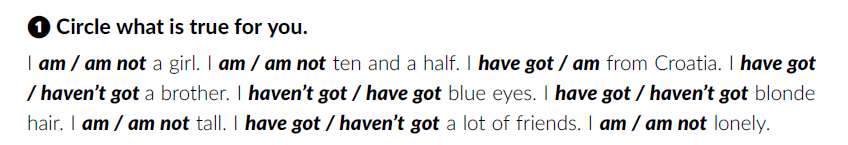 1 Circle what is true for you.
I am / am not a girl. I am / am not ten and a half. I have got / am from Croatia. I have got
/ haven’t got a brother. I haven’t got / have got blue eyes. I have got / haven’t got blonde
hair. I am / am not tall. I have got / haven’t got a lot of friends. I am / am not lonely.